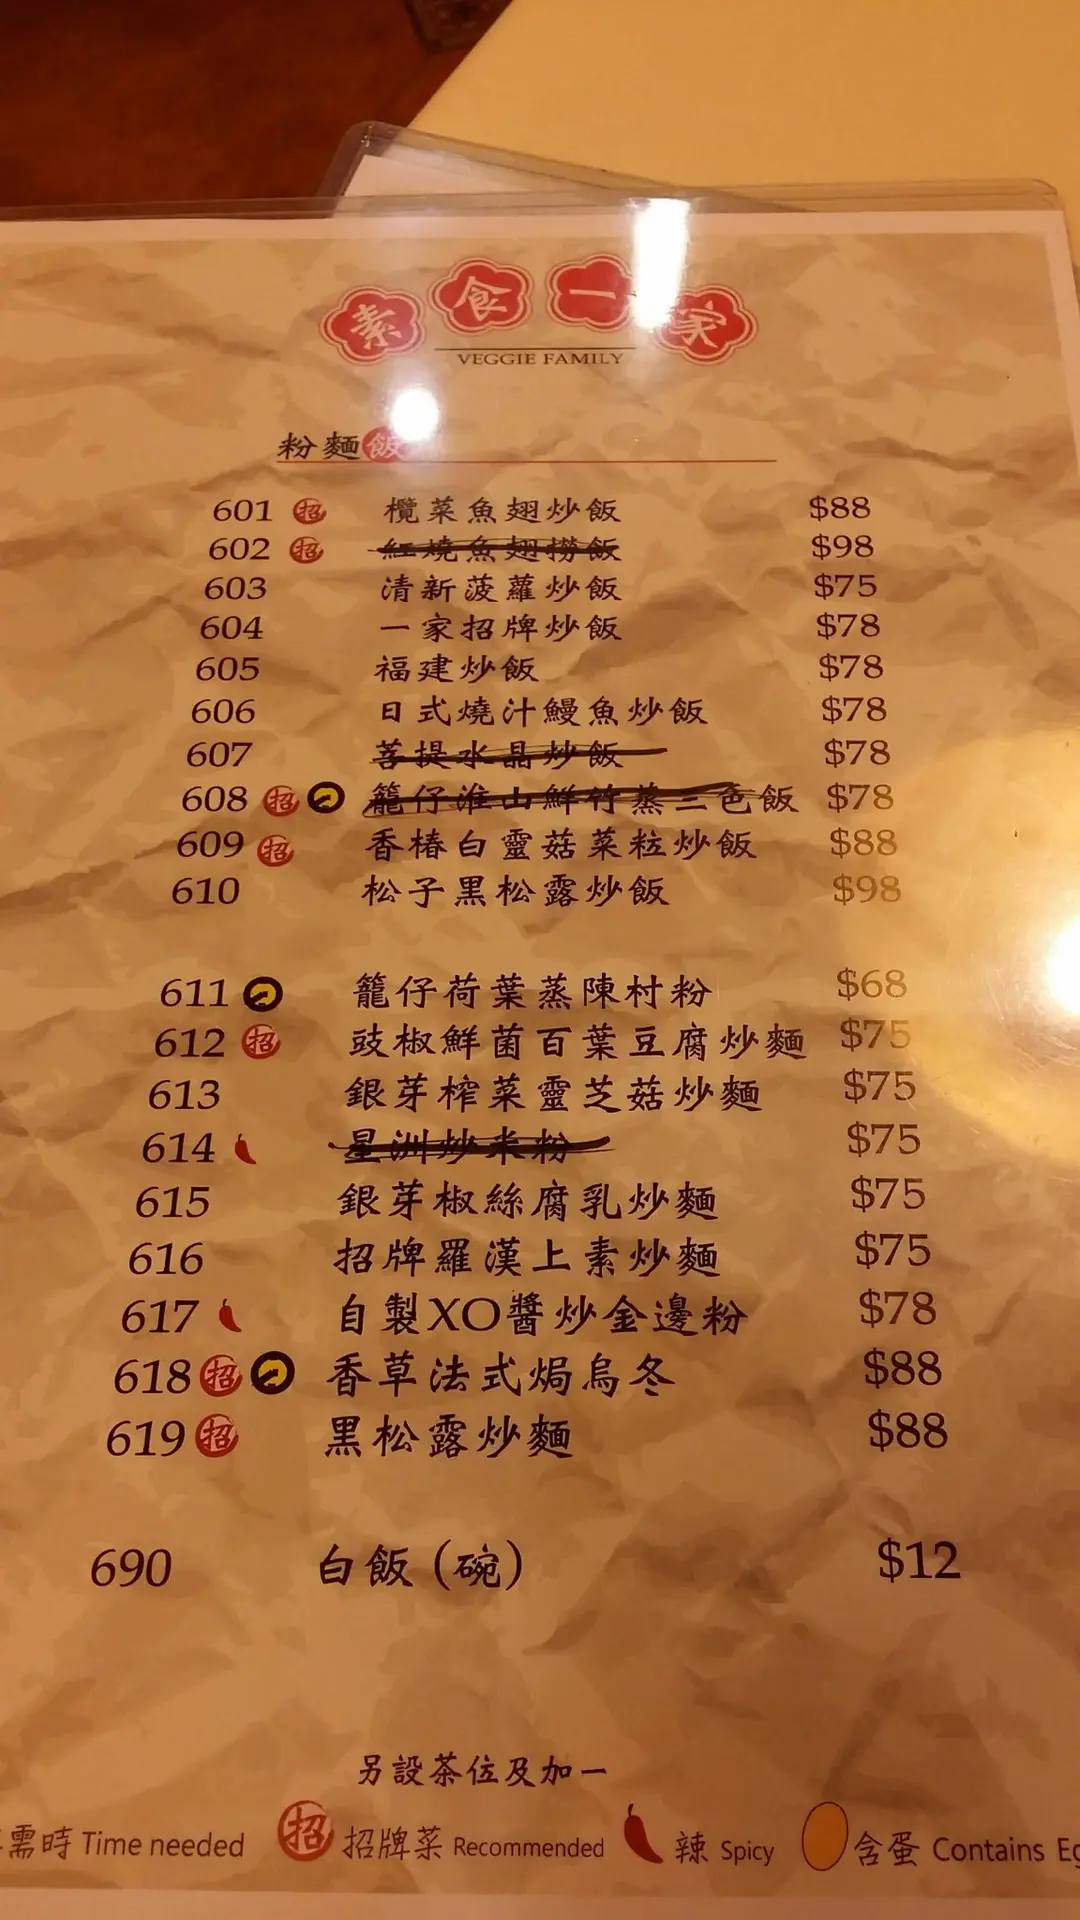 素食一家
VEGGIE FAMILY
粉麵飯
601 招 欖菜魚翅炒飯 $88
602 招 紅燒魚翅撈飯 $98
603 清新菠蘿炒飯 $75
604 一家招牌炒飯 $78
605 福建炒飯 $78
606 日式燒汁鰻魚炒飯 $78
607 菩提水晶炒飯 $78
608 招 籠仔淮山鮮竹蒸三色飯 $78
609 招 香椿白靈菇菜粒炒飯 $88
610 松子黑松露炒飯 $98
611 籠仔荷葉蒸陳村粉 $68
612 招 豉椒鮮菌百葉豆腐炒麵 $75
613 銀芽榨菜靈芝菇炒麵 $75
614 星洲炒米粉 $75
615 銀芽椒絲腐乳炒麵 $75
616 招牌羅漢上素炒麵 $75
617 自製XO醬炒金邊粉 $78
618 招 香草法式焗烏冬 $88
619 招 黑松露炒麵 $88
690 白飯(碗) $12
另設茶位及加一
需時 Time needed 招 招牌菜 Recommended 辣 Spicy 含蛋 Contains